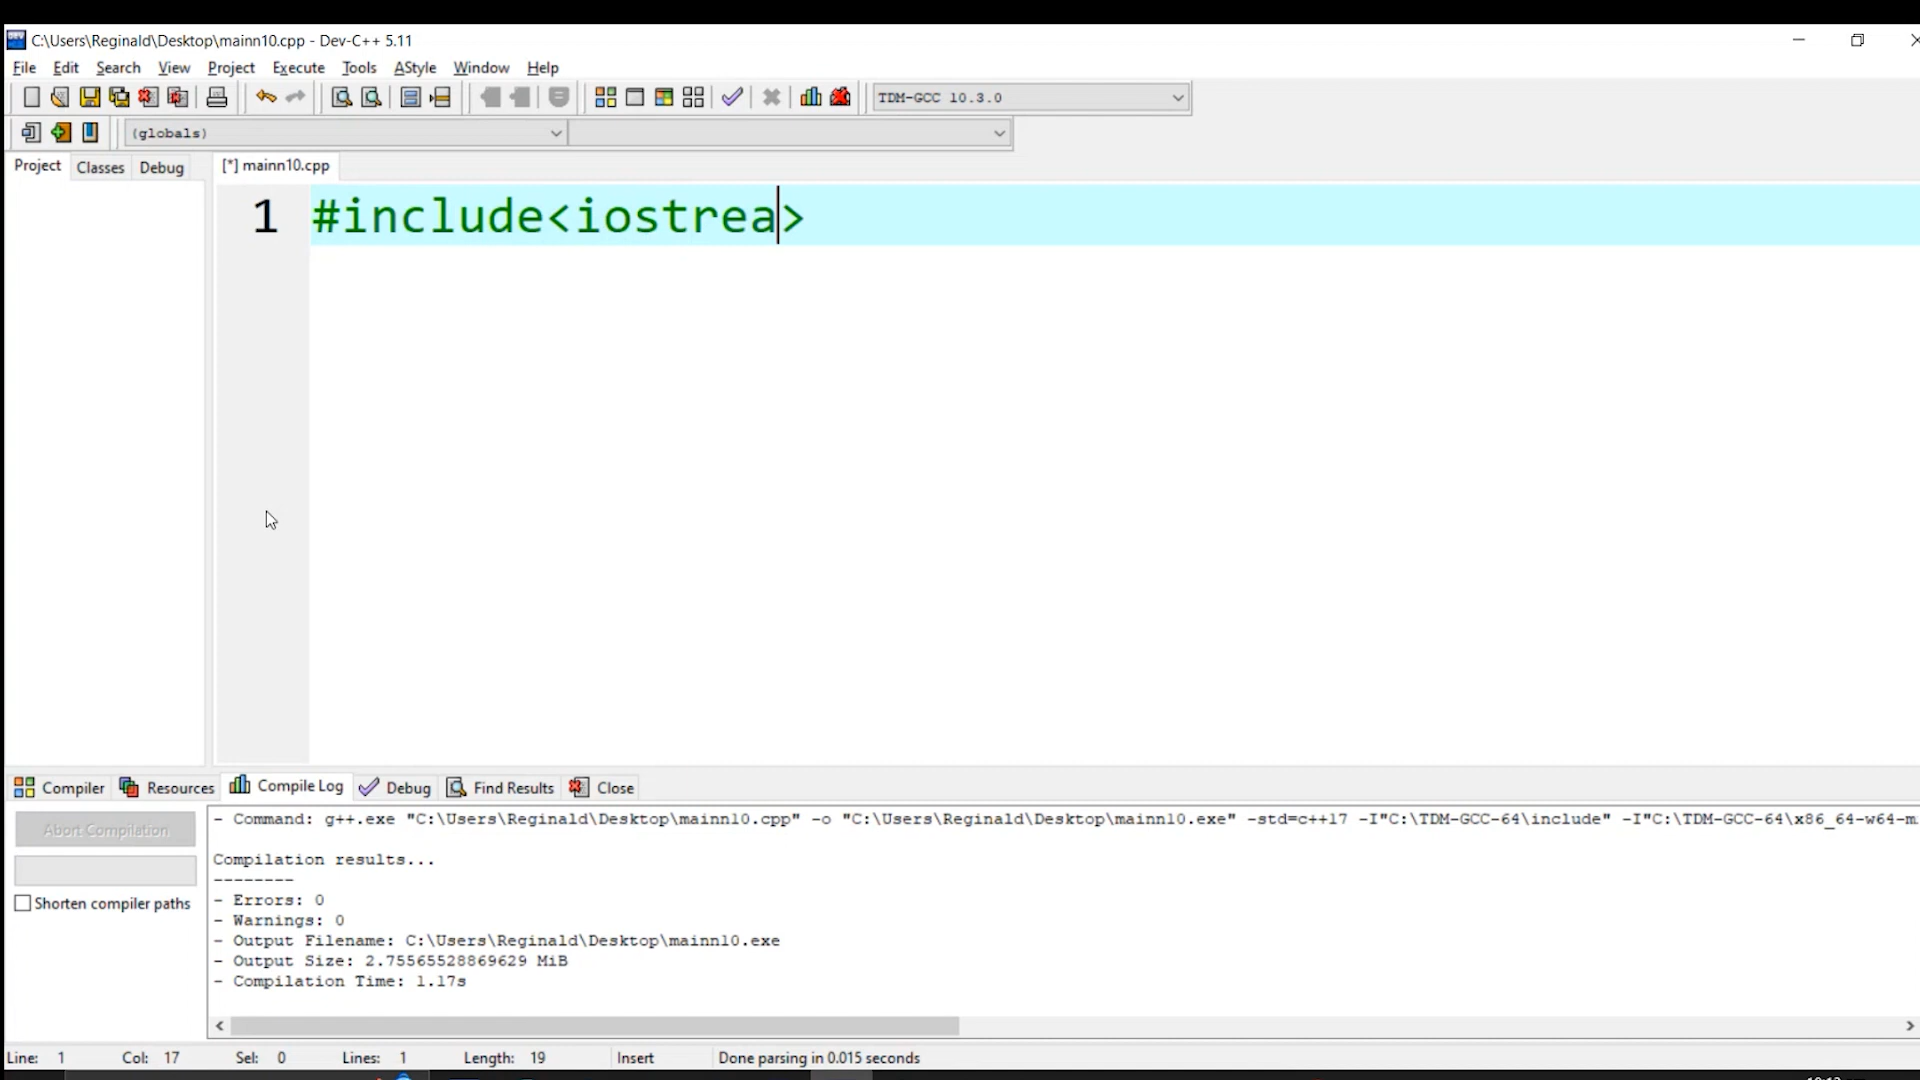 C:\Users\Reginald\Desktop\mainn10.cpp - Dev-C++ 5.11
File Edit Search View Project Execute Tools AStyle Window Help
TDM-GCC 10.3.0
(globals)
Project Classes Debug [*] mainn10.cpp
1 #include<iostrea>
Compiler Resources Compile Log Debug Find Results Close
Abort Compilation
Shorten compiler paths
- Command: g++.exe "C:\Users\Reginald\Desktop\mainn10.cpp" -o "C:\Users\Reginald\Desktop\mainn10.exe" -std=c++17 -I"C:\TDM-GCC-64\include" -I"C:\TDM-GCC-64\x86_64-w64-m
Compilation results...
--------
- Errors: 0
- Warnings: 0
- Output Filename: C:\Users\Reginald\Desktop\mainn10.exe
- Output Size: 2.75565528869629 MiB
- Compilation Time: 1.17s
Line: 1 Col: 17 Sel: 0 Lines: 1 Length: 19 Insert Done parsing in 0.015 seconds